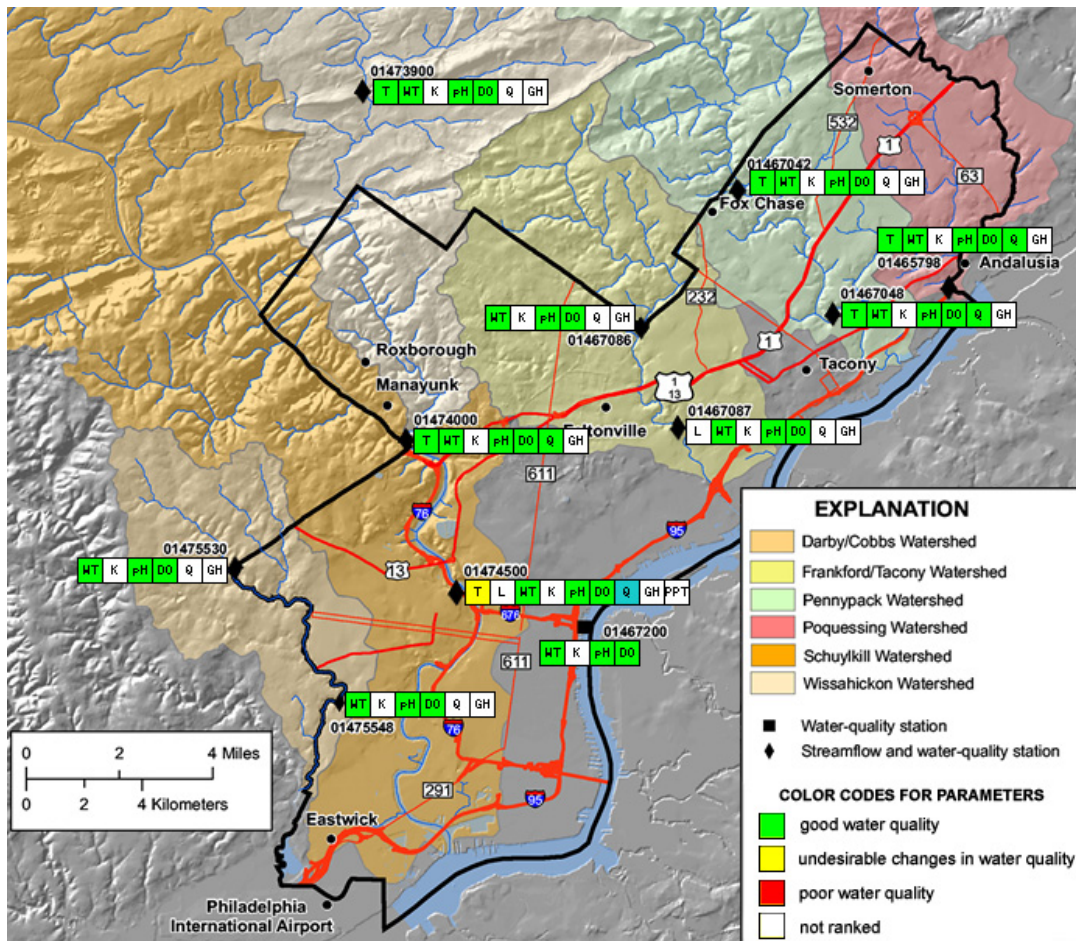 01473900
T WT K pH DO Q GH
Somerton
532
1
63
01467042
T WT K pH DO Q GH
Fox Chase
T WT K pH DO Q GH
01465798
Andalusia
232
01467048
T WT K pH DO Q GH
WT K pH DO Q GH
01467086
1
Tacony
Roxborough
Manayunk
1
13
01474000
T WT K pH DO Q GH
Feltonville
01467087
L WT K pH DO Q GH
611
76
95
01475530
WT K pH DO Q GH
13
01474500
T L WT K pH DO Q GH PPT
676
01467200
WT K pH DO
611
WT K pH DO Q GH
01475548
76
291
95
Eastwick
Philadelphia
International Airport
0 2 4 Miles
0 2 4 Kilometers
EXPLANATION
Darby/Cobbs Watershed
Frankford/Tacony Watershed
Pennypack Watershed
Poquessing Watershed
Schuylkill Watershed
Wissahickon Watershed
Water-quality station
Streamflow and water-quality station
COLOR CODES FOR PARAMETERS
good water quality
undesirable changes in water quality
poor water quality
not ranked